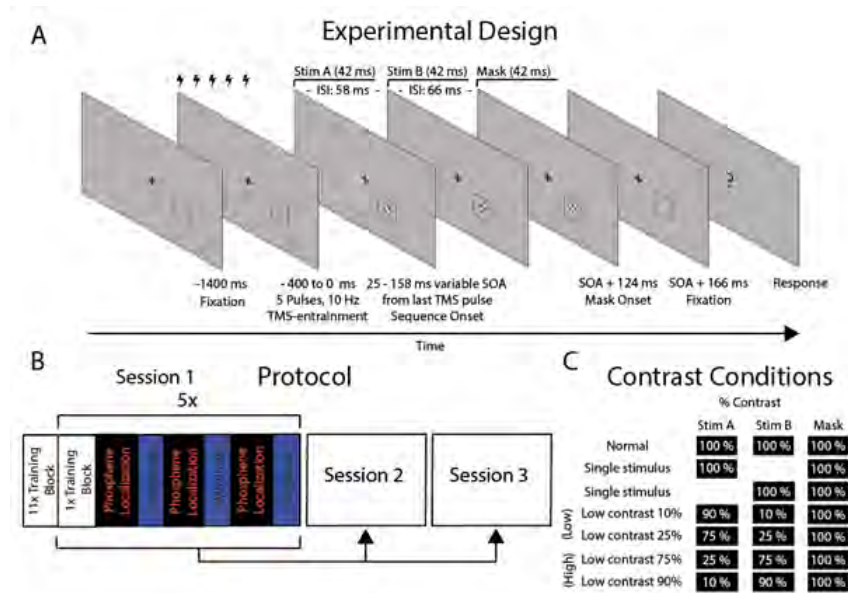 A
Experimental Design
Stim A (42 ms)
Stim B (42 ms)
Mask (42 ms)
- ISI: 58 ms -
- ISI: 66 ms -
?
-1400 ms
Fixation
- 400 to 0 ms
5 Pulses, 10 Hz
TMS-entrainment
25 - 158 ms variable SOA
from last TMS pulse
Sequence Onset
SOA + 124 ms
Mask Onset
SOA + 166 ms
Fixation
Response
Time
B
Session 1
Protocol
5x
11x Training
Block
1x Training
Block
Phosphene
Localization
Phosphene
Localization
Phosphene
Localization
Session 2
Session 3
C
Contrast Conditions
% Contrast
Stim A Stim B Mask
Normal 100 % 100 % 100 %
Single stimulus 100 % 100 %
Single stimulus 100 % 100 %
(Low)
Low contrast 10% 90 % 10 % 100 %
Low contrast 25% 75 % 25 % 100 %
(High)
Low contrast 75% 25 % 75 % 100 %
Low contrast 90% 10 % 90 % 100 %